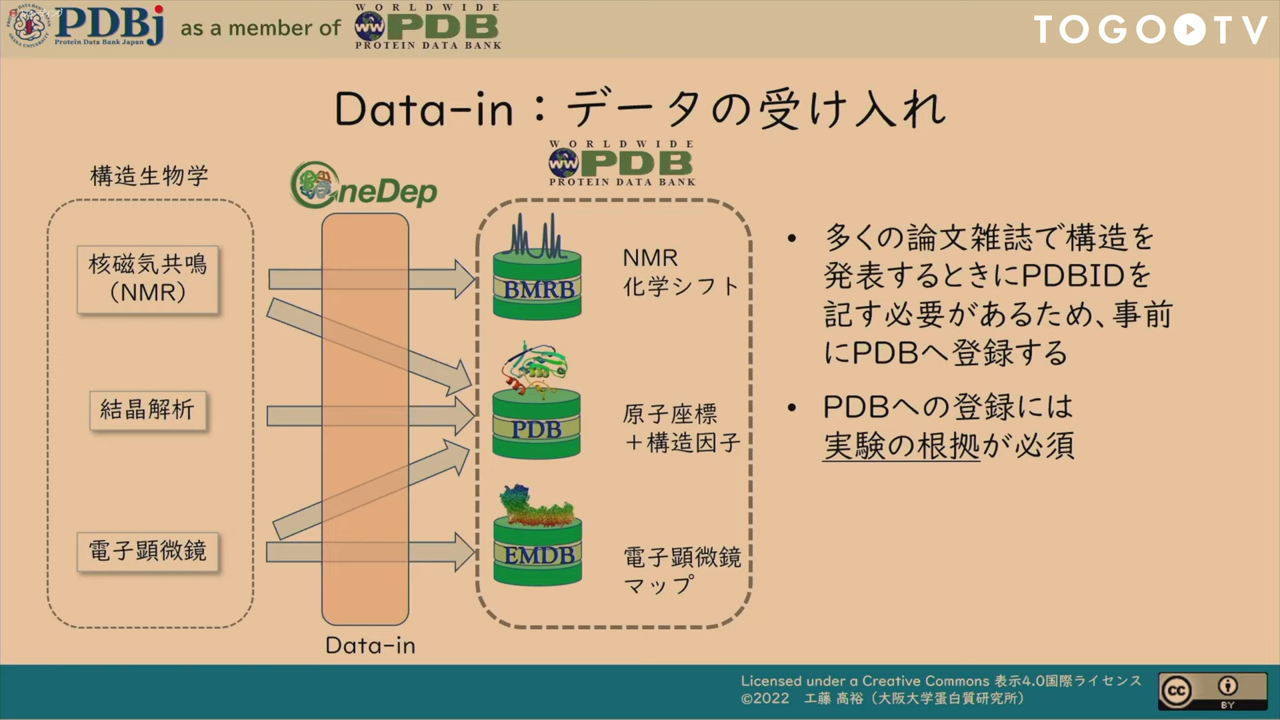 PDBj
Protein Data Bank Japan
as a member of
WORLDWIDE
PDB
PROTEIN DATA BANK
TOGO TV
Data-in：データの受け入れ
構造生物学
OneDep
WORLDWIDE
PDB
PROTEIN DATA BANK
核磁気共鳴
（NMR）
結晶解析
電子顕微鏡
Data-in
BMRB
NMR
化学シフト
PDB
原子座標
＋構造因子
EMDB
電子顕微鏡
マップ
• 多くの論文雑誌で構造を
発表するときにPDBIDを
記す必要があるため、事前
にPDBへ登録する
• PDBへの登録には
実験の根拠が必須
Licensed under a Creative Commons 表示4.0国際ライセンス
©2022　工藤 高裕（大阪大学蛋白質研究所）
cc
BY